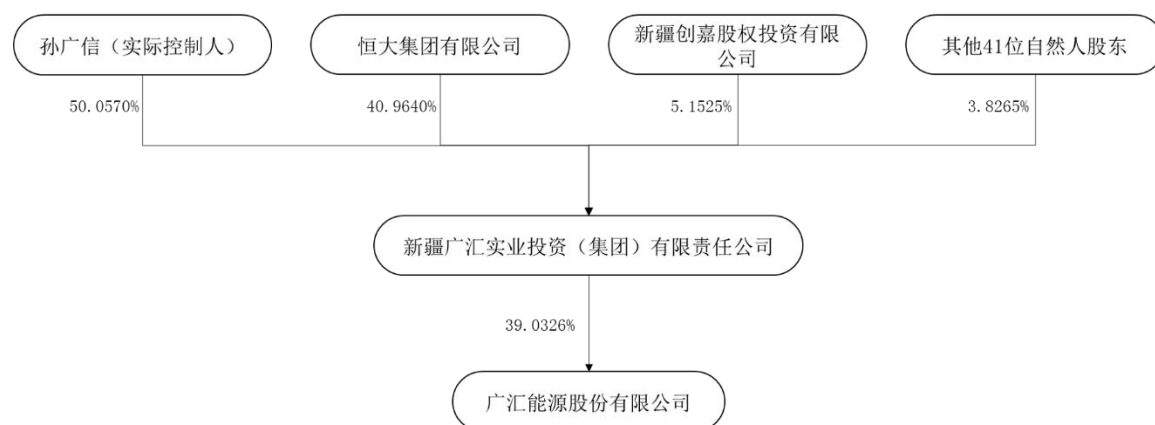 孙广信（实际控制人）
恒大集团有限公司
新疆创嘉股权投资有限
公司
其他41位自然人股东
50.0570%
40.9640%
5.1525%
3.8265%
新疆广汇实业投资（集团）有限责任公司
39.0326%
广汇能源股份有限公司